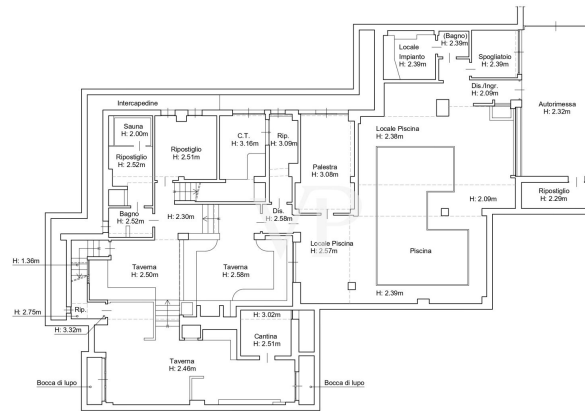 (Bagno)
H: 2.39m
Locale
Impianto
H: 2.39m
Spogliatoio
H: 2.39m
Dis./Ingr.
H: 2.09m
Autorimessa
H: 2.32m
Intercapedine
Sauna
H: 2.00m
Ripostiglio
H: 2.52m
Ripostiglio
H: 2.51m
C.T.
H: 3.16m
Rip.
H: 3.09m
Palestra
H: 3.08m
Locale Piscina
H: 2.38m
Ripostiglio
H: 2.29m
H: 2.09m
Bagno
H: 2.52m
H: 2.30m
Dis.
H: 2.58m
Locale Piscina
H: 2.57m
Piscina
H: 1.36m
Taverna
H: 2.50m
Taverna
H: 2.58m
H: 2.39m
H: 2.75m
Rip.
H: 3.32m
H: 3.02m
Cantina
H: 2.51m
Taverna
H: 2.46m
Bocca di lupo
Bocca di lupo
VP